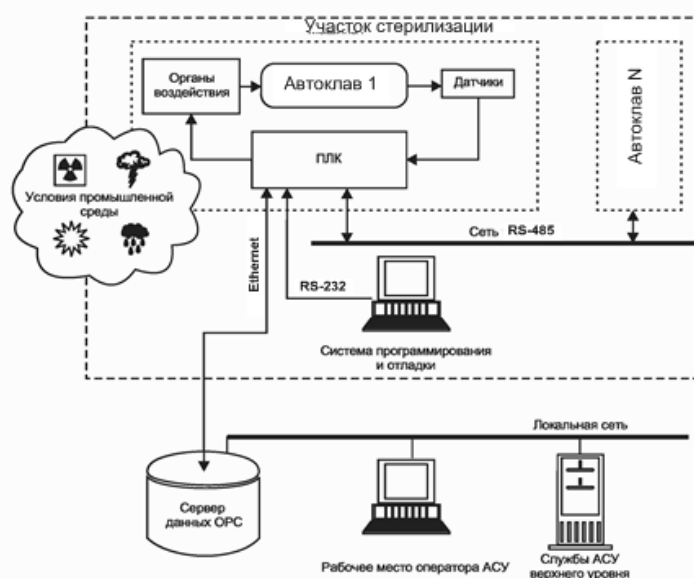 Участок стерилизации
Органы
воздействия
Автоклав 1
Датчики
Автоклав N
ПЛК
Условия промышленной
среды
Ethernet
RS-232
Сеть RS-485
Система программирования
и отладки
Локальная сеть
Сервер
данных OPC
Рабочее место оператора АСУ
Службы АСУ
верхнего уровня